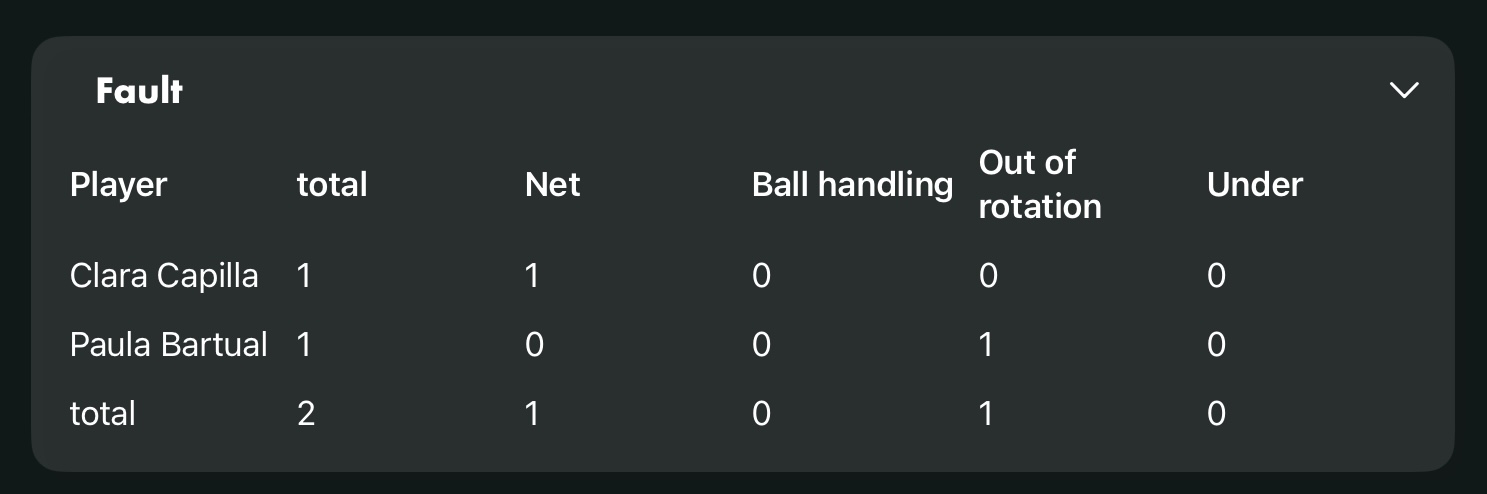 Fault
Player total Net Ball handling Out of rotation Under
Clara Capilla 1 1 0 0 0
Paula Bartual 1 0 0 1 0
total 2 1 0 1 0